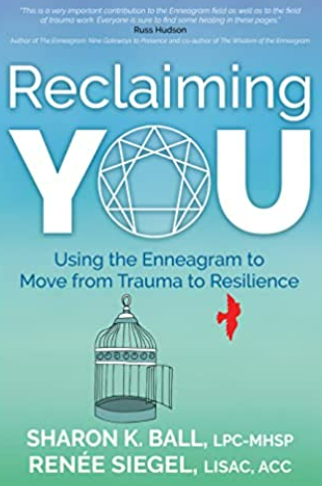 "This is a very important contribution to the Enneagram field as well as to the field
of trauma work. Everyone is sure to find some healing in these pages."
Russ Hudson
Author of The Enneagram: Nine Gateways to Presence and co-author of The Wisdom of the Enneagram
Reclaiming
YOU
Using the Enneagram to
Move from Trauma to Resilience
SHARON K. BALL, LPC-MHSP
RENÉE SIEGEL, LISAC, ACC